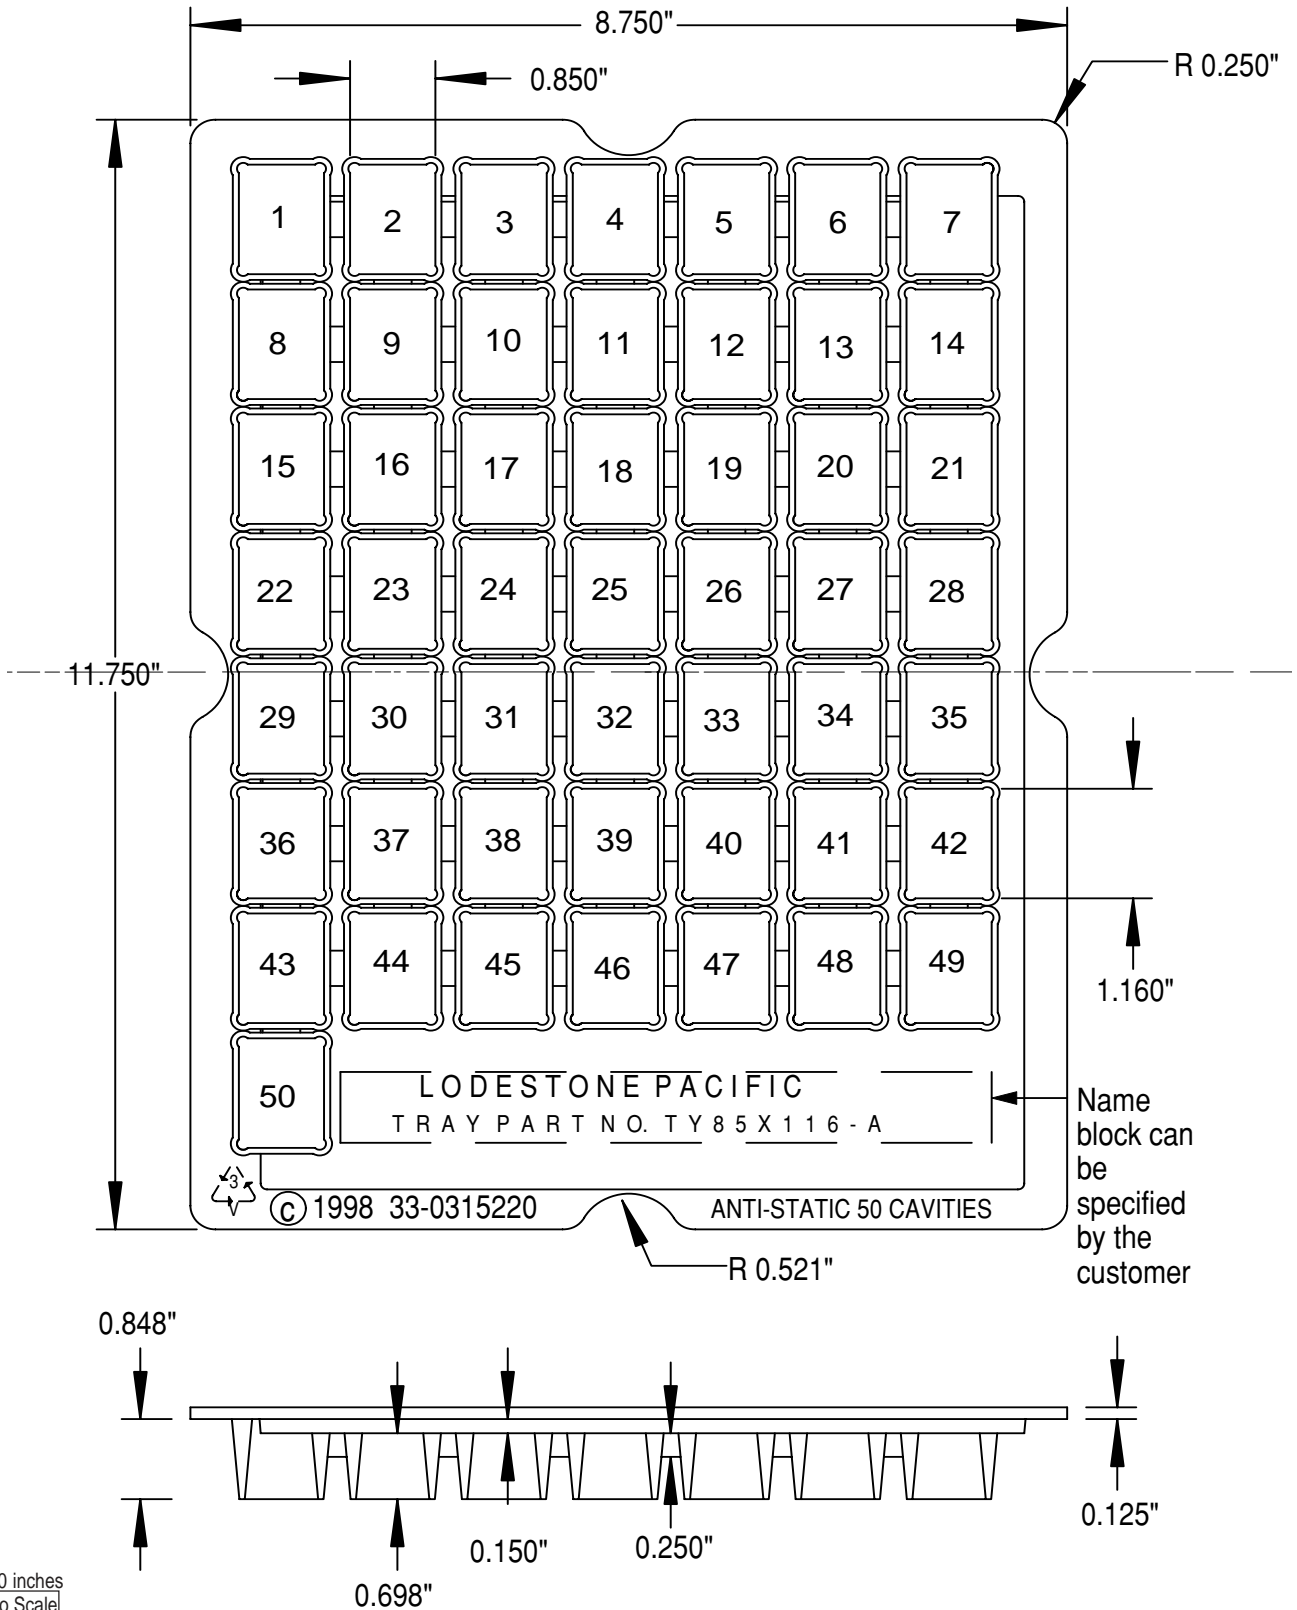 8.750"
0.850"
R 0.250"
1 2 3 4 5 6 7
8 9 10 11 12 13 14
15 16 17 18 19 20 21
22 23 24 25 26 27 28
11.750"
29 30 31 32 33 34 35
36 37 38 39 40 41 42
43 44 45 46 47 48 49
1.160"
50
LODESTONE PACIFIC
TRAY PART NO. TY85X116-A
Name
block can
be
specified
by the
customer
3
V
© 1998 33-0315220
ANTI-STATIC 50 CAVITIES
R 0.521"
0.848"
0.125"
0.150"
0.250"
0.698"
0 inches
o Scale